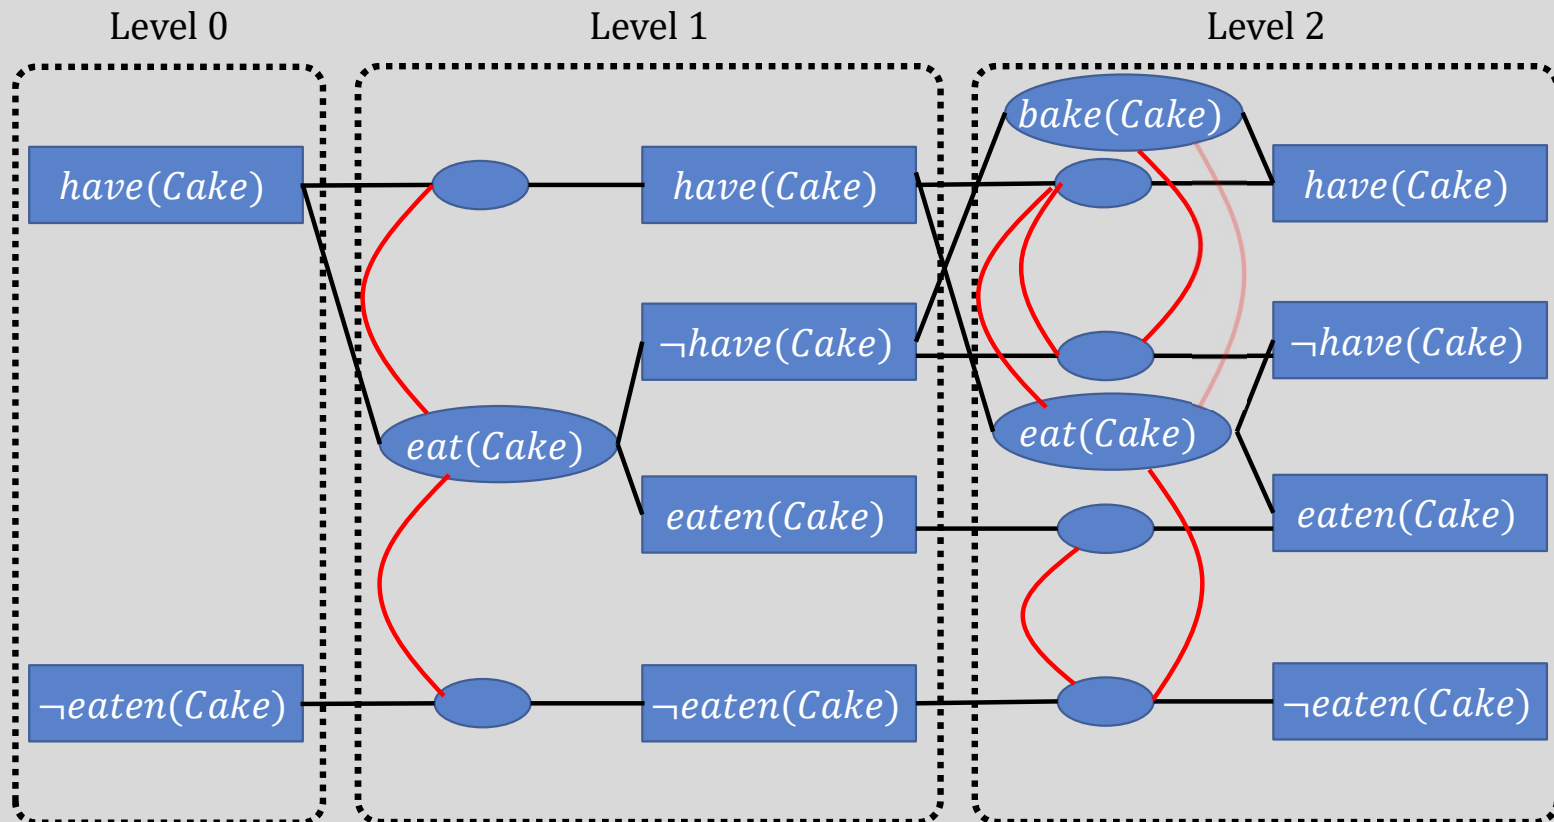 Level 0
Level 1
Level 2
bake(Cake)
have(Cake)
have(Cake)
have(Cake)
¬have(Cake)
¬have(Cake)
eat(Cake)
eat(Cake)
eaten(Cake)
eaten(Cake)
¬eaten(Cake)
¬eaten(Cake)
¬eaten(Cake)